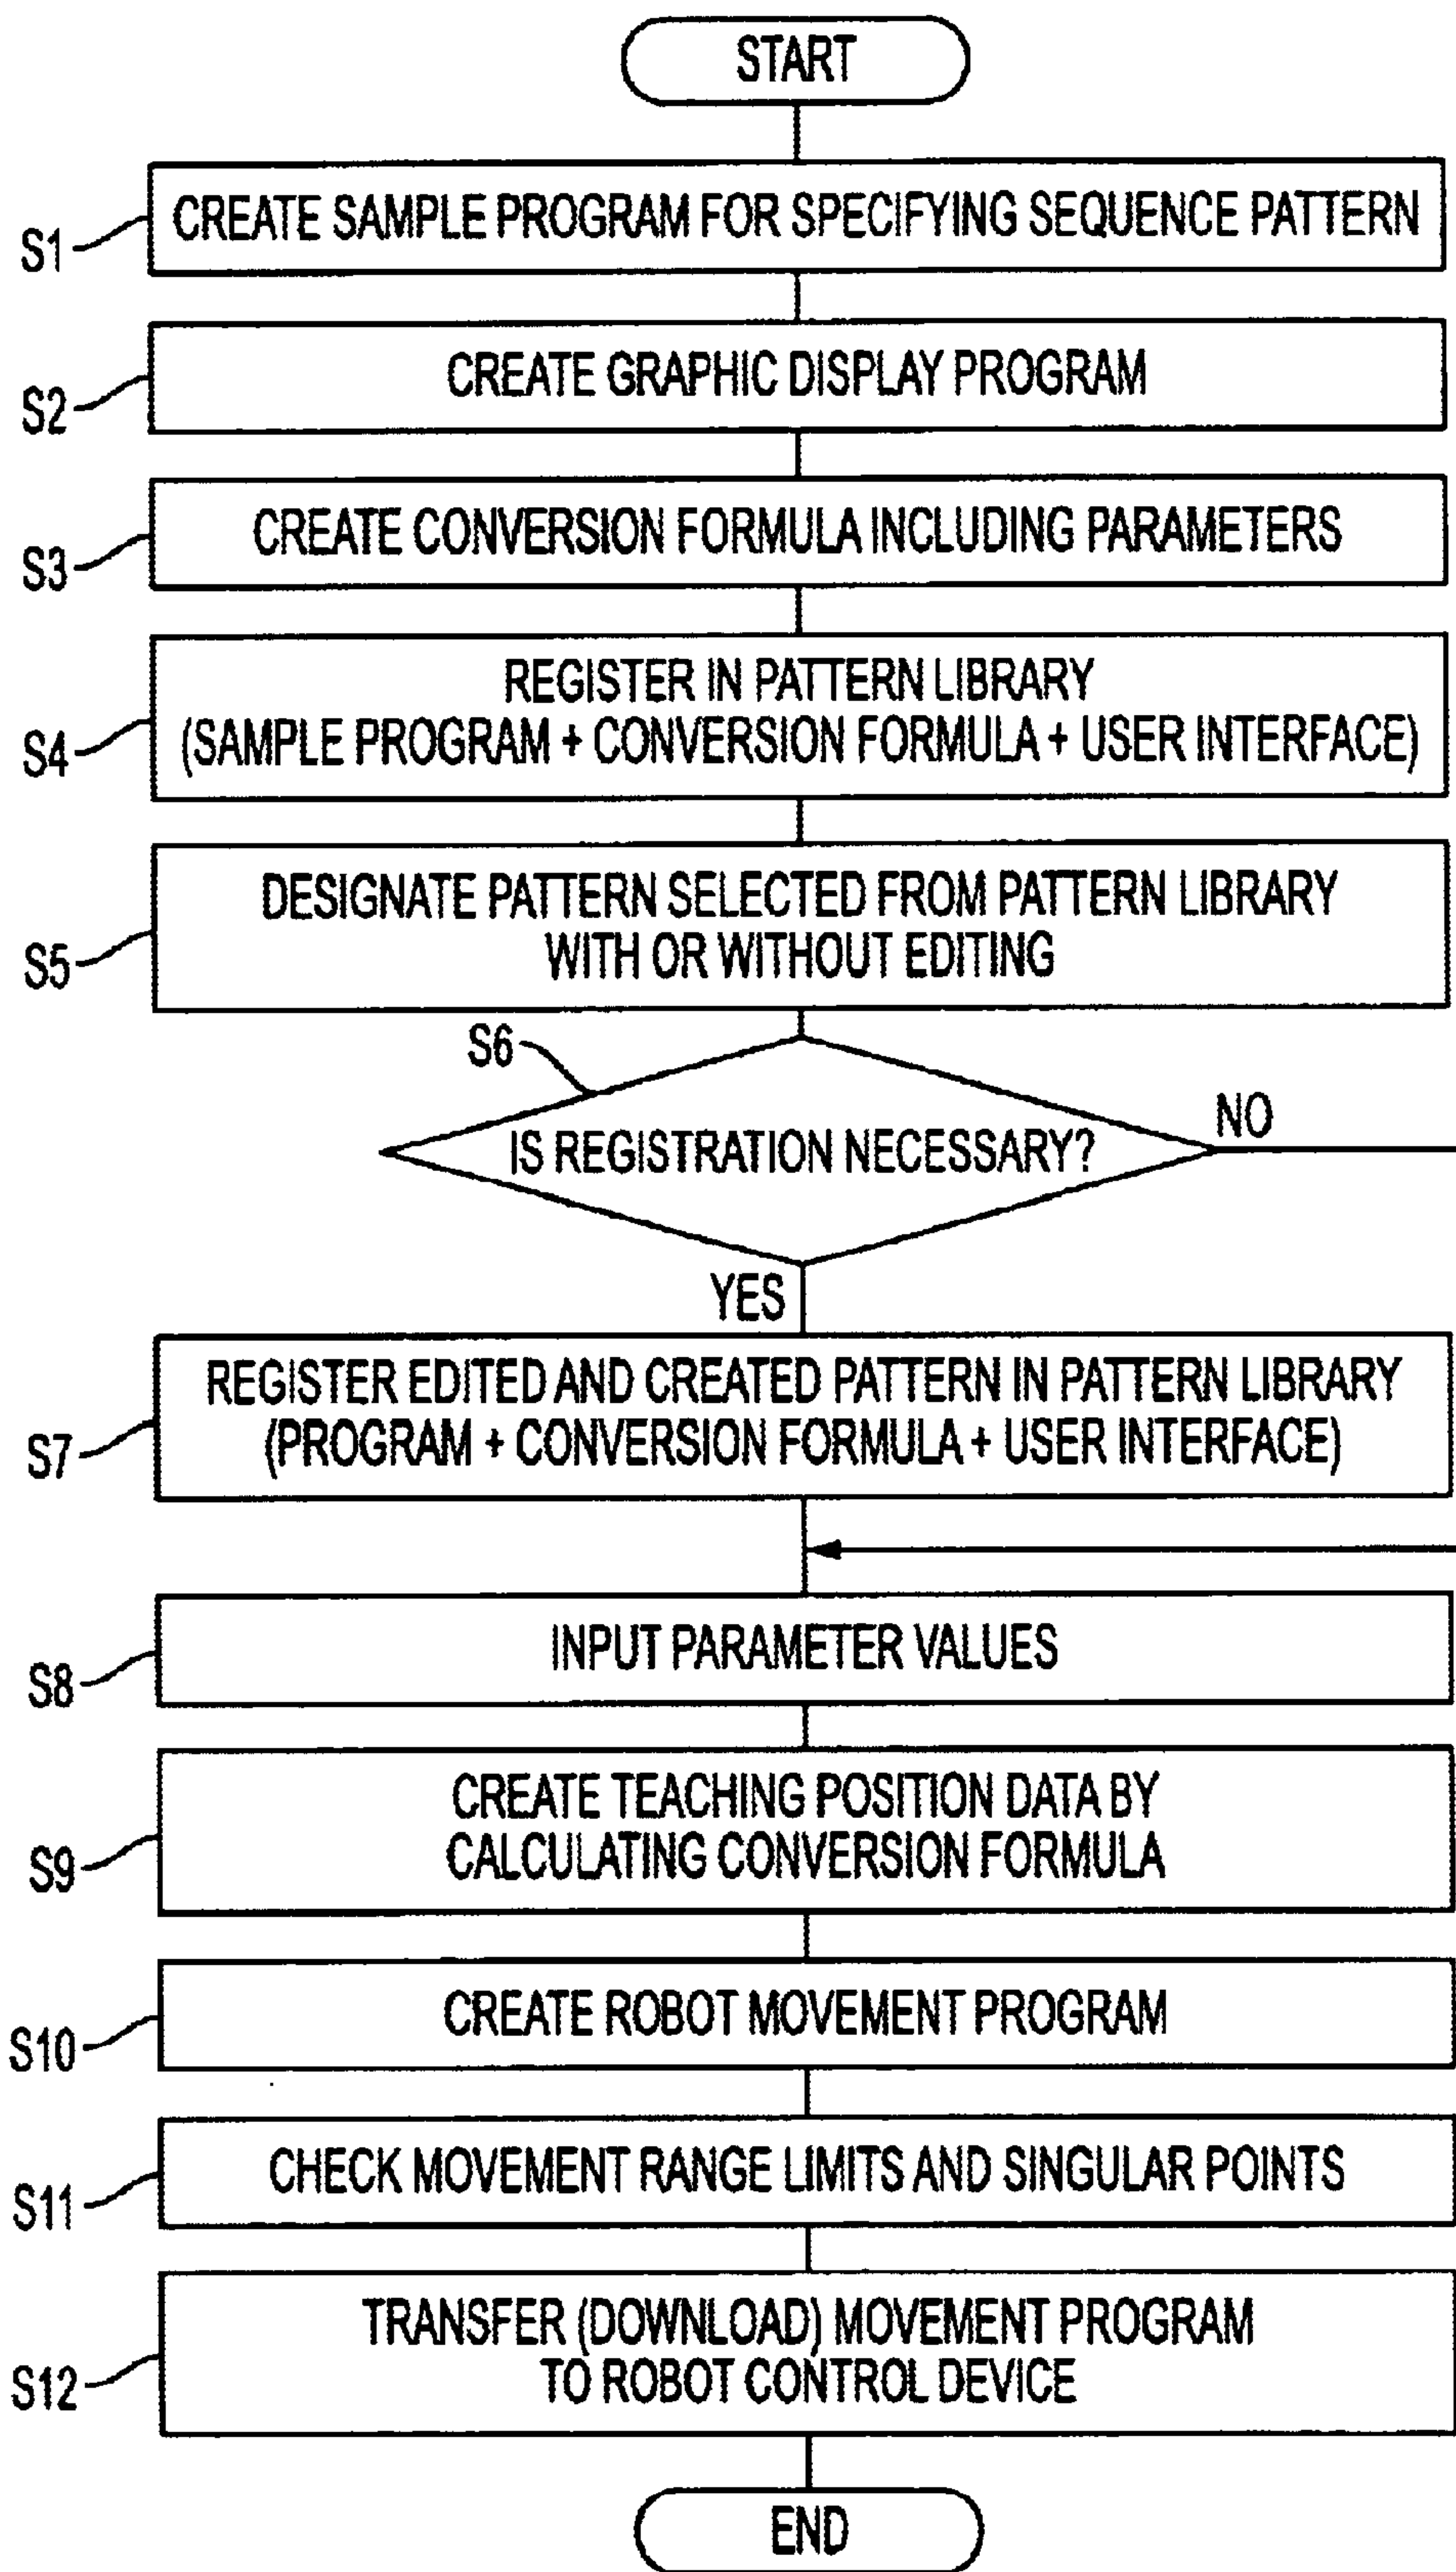 START
S1
CREATE SAMPLE PROGRAM FOR SPECIFYING SEQUENCE PATTERN
S2
CREATE GRAPHIC DISPLAY PROGRAM
S3
CREATE CONVERSION FORMULA INCLUDING PARAMETERS
S4
REGISTER IN PATTERN LIBRARY
(SAMPLE PROGRAM + CONVERSION FORMULA + USER INTERFACE)
S5
DESIGNATE PATTERN SELECTED FROM PATTERN LIBRARY
WITH OR WITHOUT EDITING
S6
IS REGISTRATION NECESSARY?
NO
YES
S7
REGISTER EDITED AND CREATED PATTERN IN PATTERN LIBRARY
(PROGRAM + CONVERSION FORMULA + USER INTERFACE)
S8
INPUT PARAMETER VALUES
S9
CREATE TEACHING POSITION DATA BY
CALCULATING CONVERSION FORMULA
S10
CREATE ROBOT MOVEMENT PROGRAM
S11
CHECK MOVEMENT RANGE LIMITS AND SINGULAR POINTS
S12
TRANSFER (DOWNLOAD) MOVEMENT PROGRAM
TO ROBOT CONTROL DEVICE
END